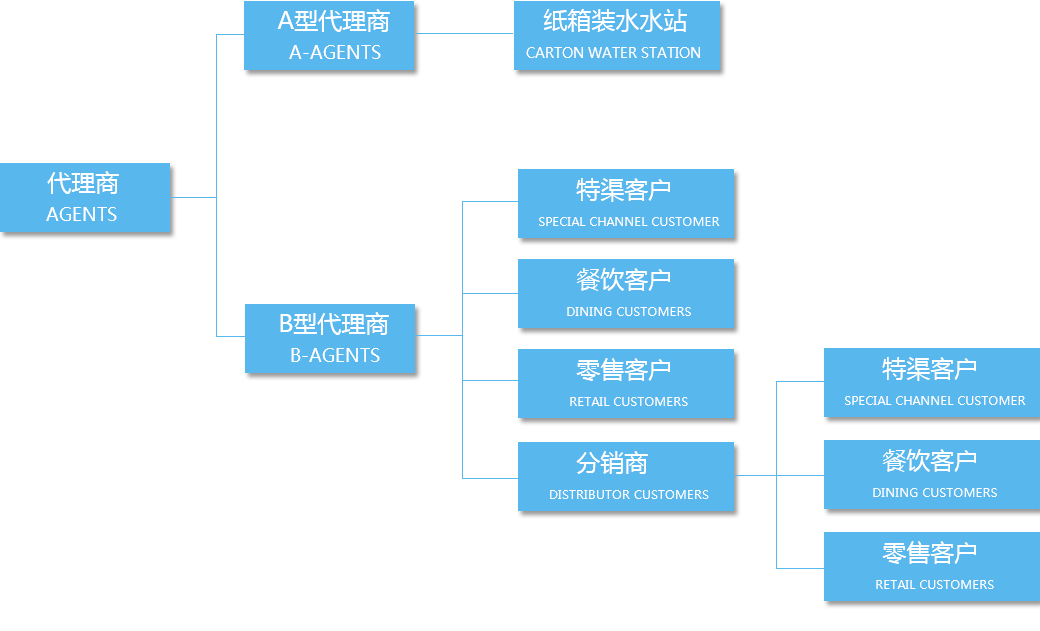 代理商
AGENTS
A型代理商
A-AGENTS
纸箱装水水站
CARTON WATER STATION
B型代理商
B-AGENTS
特渠客户
SPECIAL CHANNEL CUSTOMER
餐饮客户
DINING CUSTOMERS
零售客户
RETAIL CUSTOMERS
分销商
DISTRIBUTOR CUSTOMERS
特渠客户
SPECIAL CHANNEL CUSTOMER
餐饮客户
DINING CUSTOMERS
零售客户
RETAIL CUSTOMERS